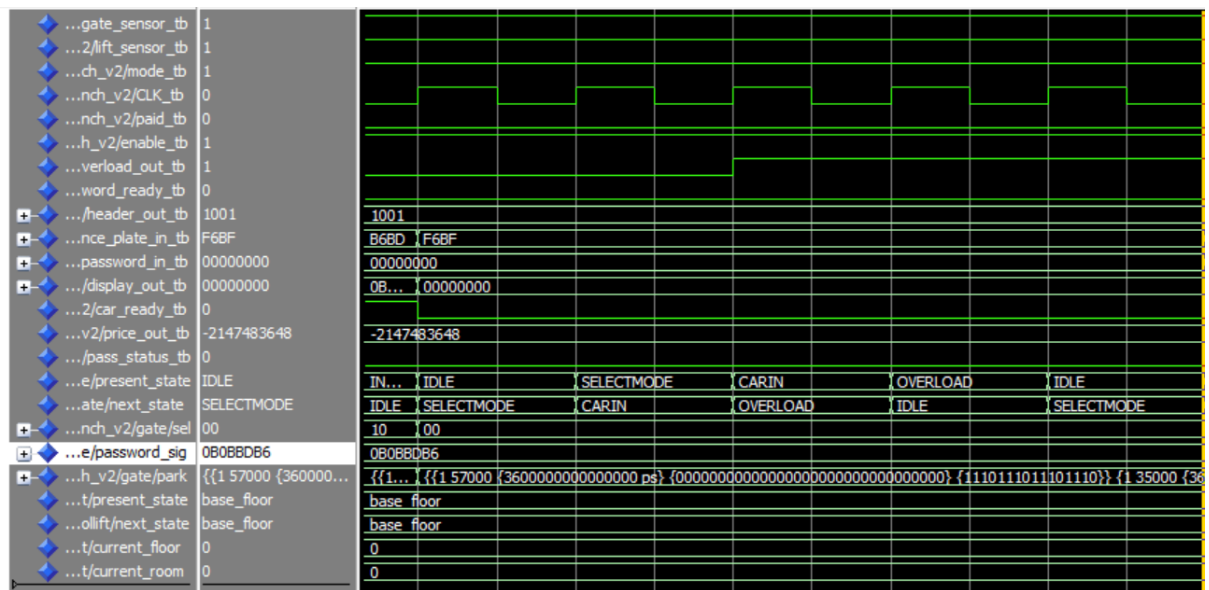 ...gate_sensor_tb 1
...2/lift_sensor_tb 1
...ch_v2/mode_tb 1
...nch_v2/CLK_tb 0
...nch_v2/paid_tb 0
...h_v2/enable_tb 1
...verload_out_tb 1
...word_ready_tb 0
.../header_out_tb 1001 1001
...nce_plate_in_tb F6BF B6BD F6BF
...password_in_tb 00000000 00000000
.../display_out_tb 00000000 0B... 00000000
...2/car_ready_tb 0
...v2/price_out_tb -2147483648 -2147483648
.../pass_status_tb 0
...e/present_state IDLE IN... IDLE SELECTMODE CARIN OVERLOAD IDLE
...ate/next_state SELECTMODE IDLE SELECTMODE CARIN OVERLOAD IDLE SELECTMODE
...nch_v2/gate/sel 00 10 00
...e/password_sig 0B0BBDB6 0B0BBDB6
...h_v2/gate/park {{1 57000 {360000... {{1... {{1 57000 {3600000000000000 ps} {00000000000000000000000000000000} {1110111011101110}} {1 35000 {36
...t/present_state base_floor base_floor
...ollift/next_state base_floor base_floor
...t/current_floor 0 0
...t/current_room 0 0